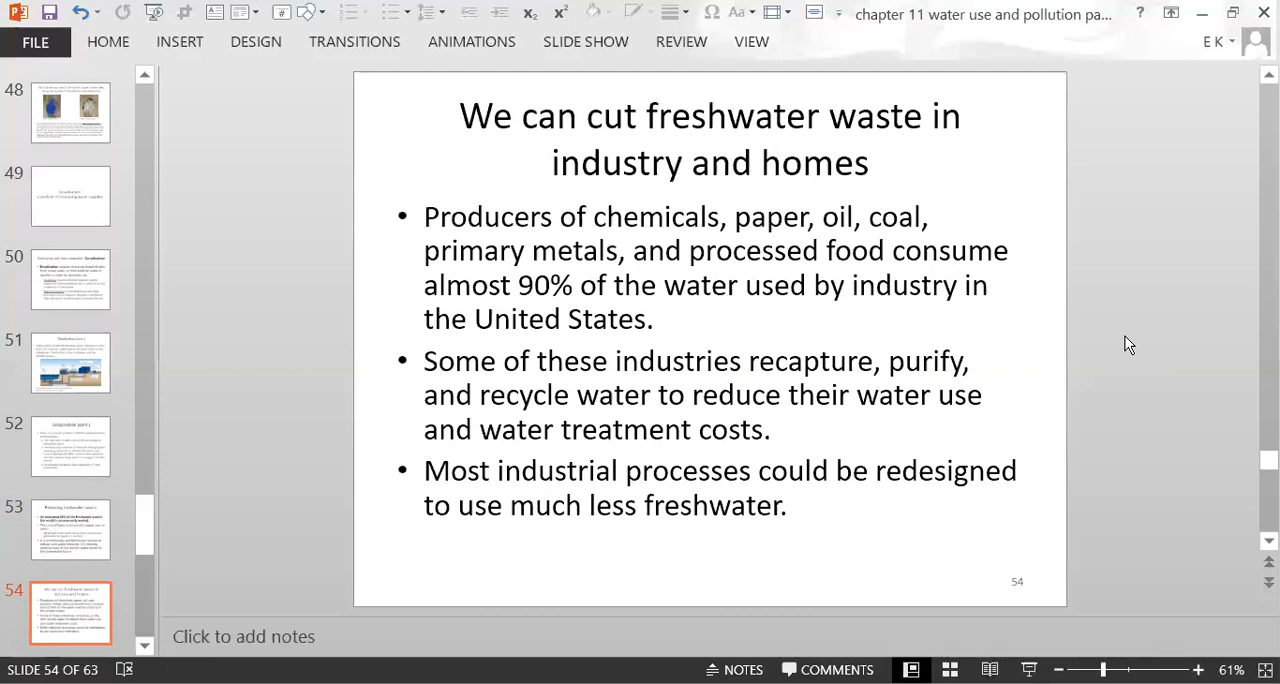 chapter 11 water use and pollution pa...
?
FILE
HOME
INSERT
DESIGN
TRANSITIONS
ANIMATIONS
SLIDE SHOW
REVIEW
VIEW
E K
48
49
50
51
52
53
54
We can cut freshwater waste in
industry and homes
• Producers of chemicals, paper, oil, coal,
primary metals, and processed food consume
almost 90% of the water used by industry in
the United States.
• Some of these industries recapture, purify,
and recycle water to reduce their water use
and water treatment costs.
• Most industrial processes could be redesigned
to use much less freshwater.
54
Click to add notes
SLIDE 54 OF 63
NOTES
COMMENTS
61%